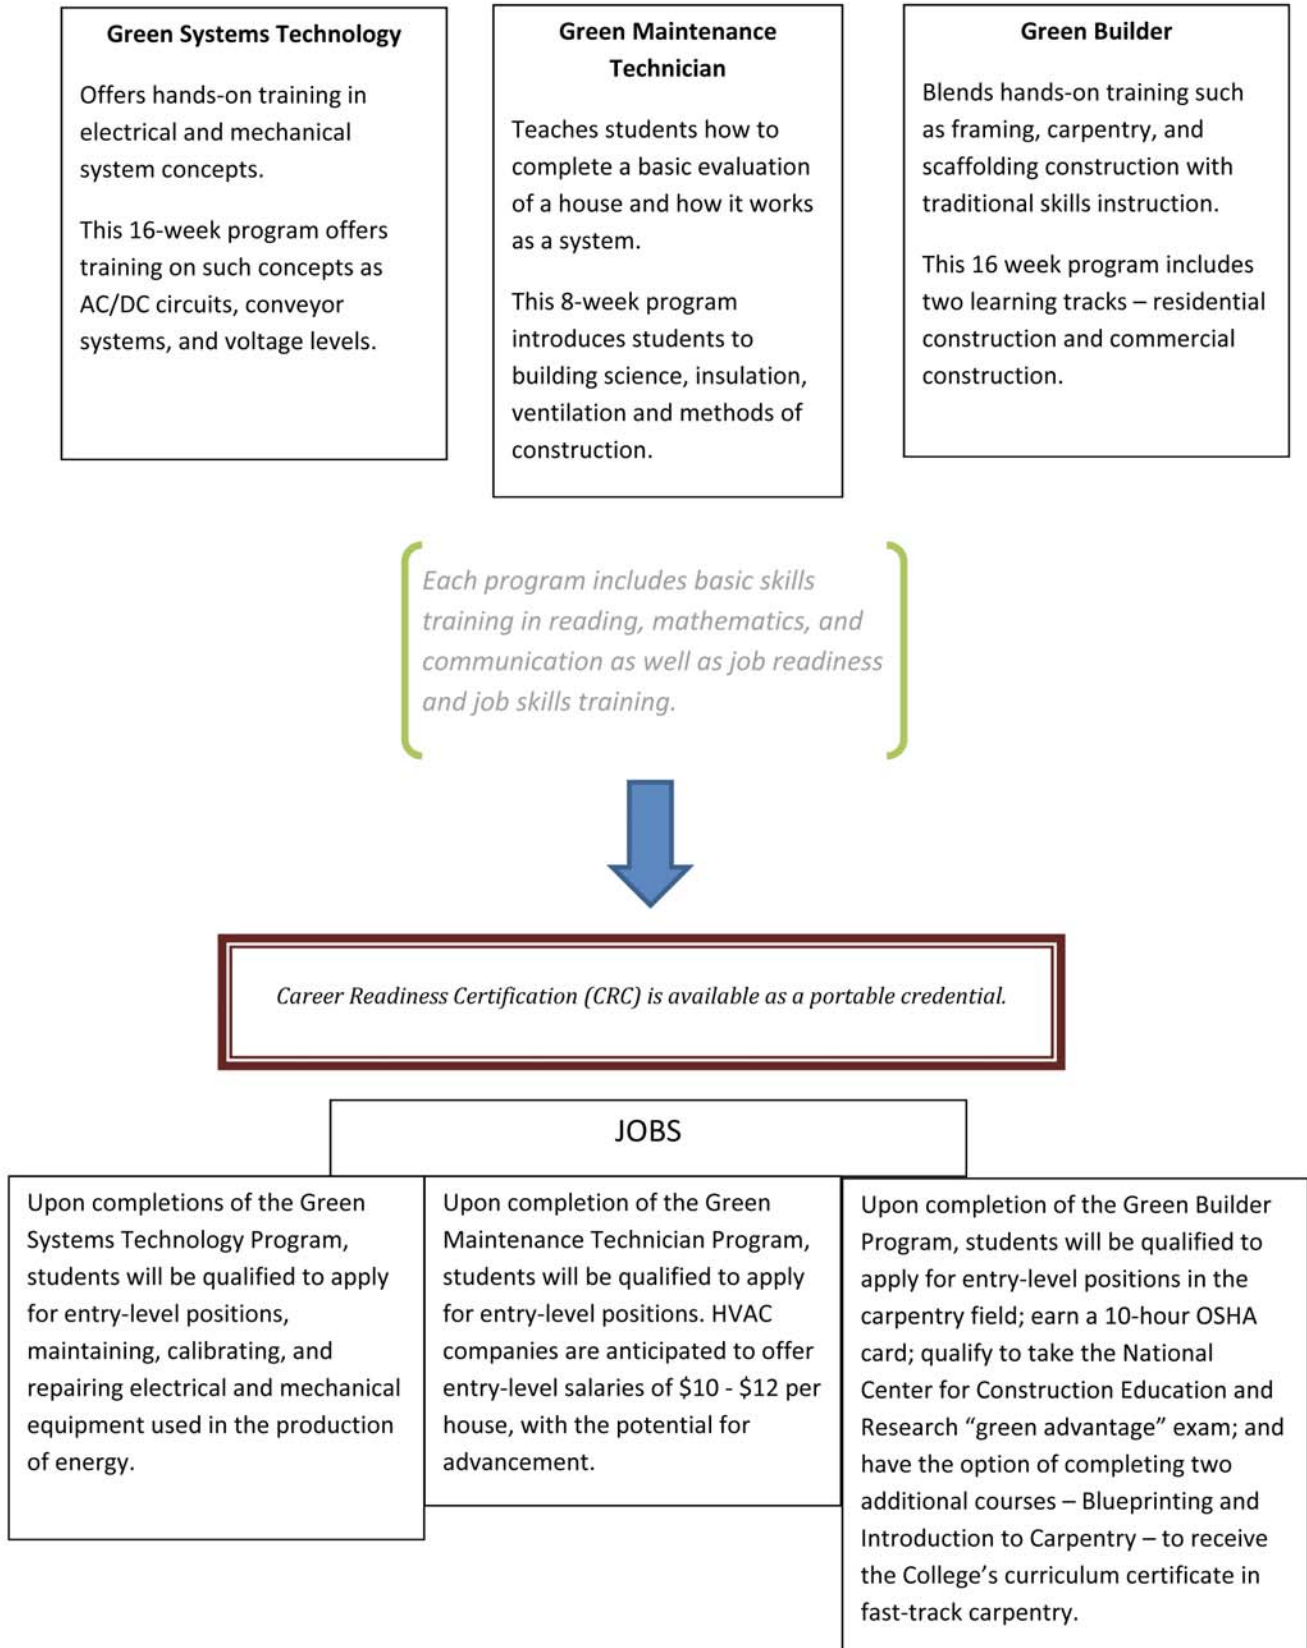 Green Systems Technology
Offers hands-on training in
electrical and mechanical
system concepts.
This 16-week program offers
training on such concepts as
AC/DC circuits, conveyor
systems, and voltage levels.
Green Maintenance
Technician
Teaches students how to
complete a basic evaluation
of a house and how it works
as a system.
This 8-week program
introduces students to
building science, insulation,
ventilation and methods of
construction.
Green Builder
Blends hands-on training such
as framing, carpentry, and
scaffolding construction with
traditional skills instruction.
This 16 week program includes
two learning tracks – residential
construction and commercial
construction.
Each program includes basic skills
training in reading, mathematics, and
communication as well as job readiness
and job skills training.
Career Readiness Certification (CRC) is available as a portable credential.
JOBS
Upon completions of the Green
Systems Technology Program,
students will be qualified to apply
for entry-level positions,
maintaining, calibrating, and
repairing electrical and mechanical
equipment used in the production
of energy.
Upon completion of the Green
Maintenance Technician Program,
students will be qualified to apply
for entry-level positions. HVAC
companies are anticipated to offer
entry-level salaries of $10 - $12 per
house, with the potential for
advancement.
Upon completion of the Green Builder
Program, students will be qualified to
apply for entry-level positions in the
carpentry field; earn a 10-hour OSHA
card; qualify to take the National
Center for Construction Education and
Research “green advantage” exam; and
have the option of completing two
additional courses – Blueprinting and
Introduction to Carpentry – to receive
the College’s curriculum certificate in
fast-track carpentry.